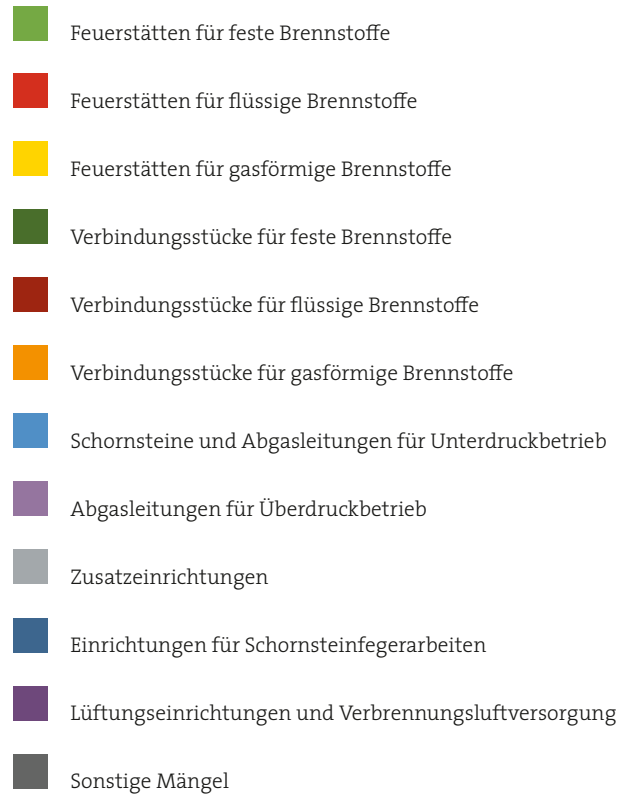 Feuerstätten für feste Brennstoffe
Feuerstätten für flüssige Brennstoffe
Feuerstätten für gasförmige Brennstoffe
Verbindungsstücke für feste Brennstoffe
Verbindungsstücke für flüssige Brennstoffe
Verbindungsstücke für gasförmige Brennstoffe
Schornsteine und Abgasleitungen für Unterdruckbetrieb
Abgasleitungen für Überdruckbetrieb
Zusatzeinrichtungen
Einrichtungen für Schornsteinfegerarbeiten
Lüftungseinrichtungen und Verbrennungsluftversorgung
Sonstige Mängel